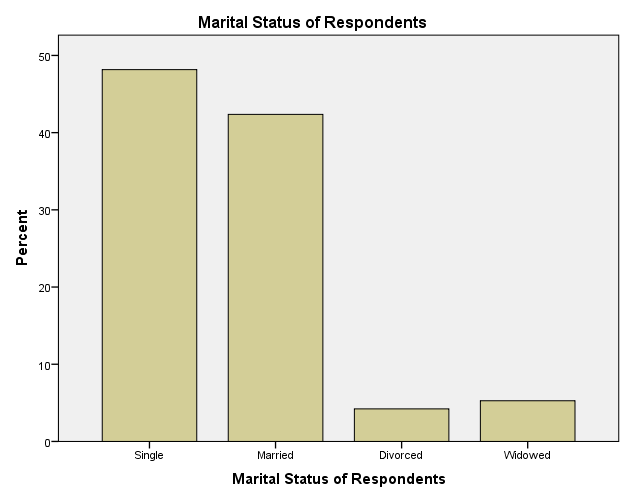 Marital Status of Respondents
Percent
50
40
30
20
10
0
Single Married Divorced Widowed
Marital Status of Respondents